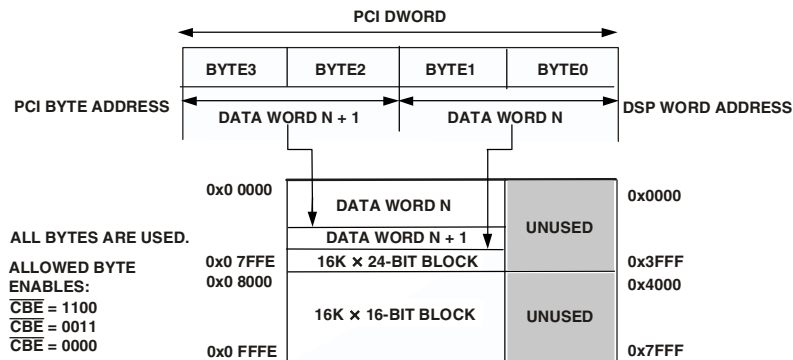 PCI DWORD
BYTE3 BYTE2 BYTE1 BYTE0
PCI BYTE ADDRESS
DATA WORD N + 1
DATA WORD N
DSP WORD ADDRESS
0x0 0000
DATA WORD N
UNUSED
0x0000
ALL BYTES ARE USED.
DATA WORD N + 1
0x0 7FFE
16K × 24-BIT BLOCK
0x3FFF
ALLOWED BYTE
ENABLES:
CBE = 1100
CBE = 0011
CBE = 0000
0x0 8000
0x4000
16K × 16-BIT BLOCK
UNUSED
0x0 FFFE
0x7FFF